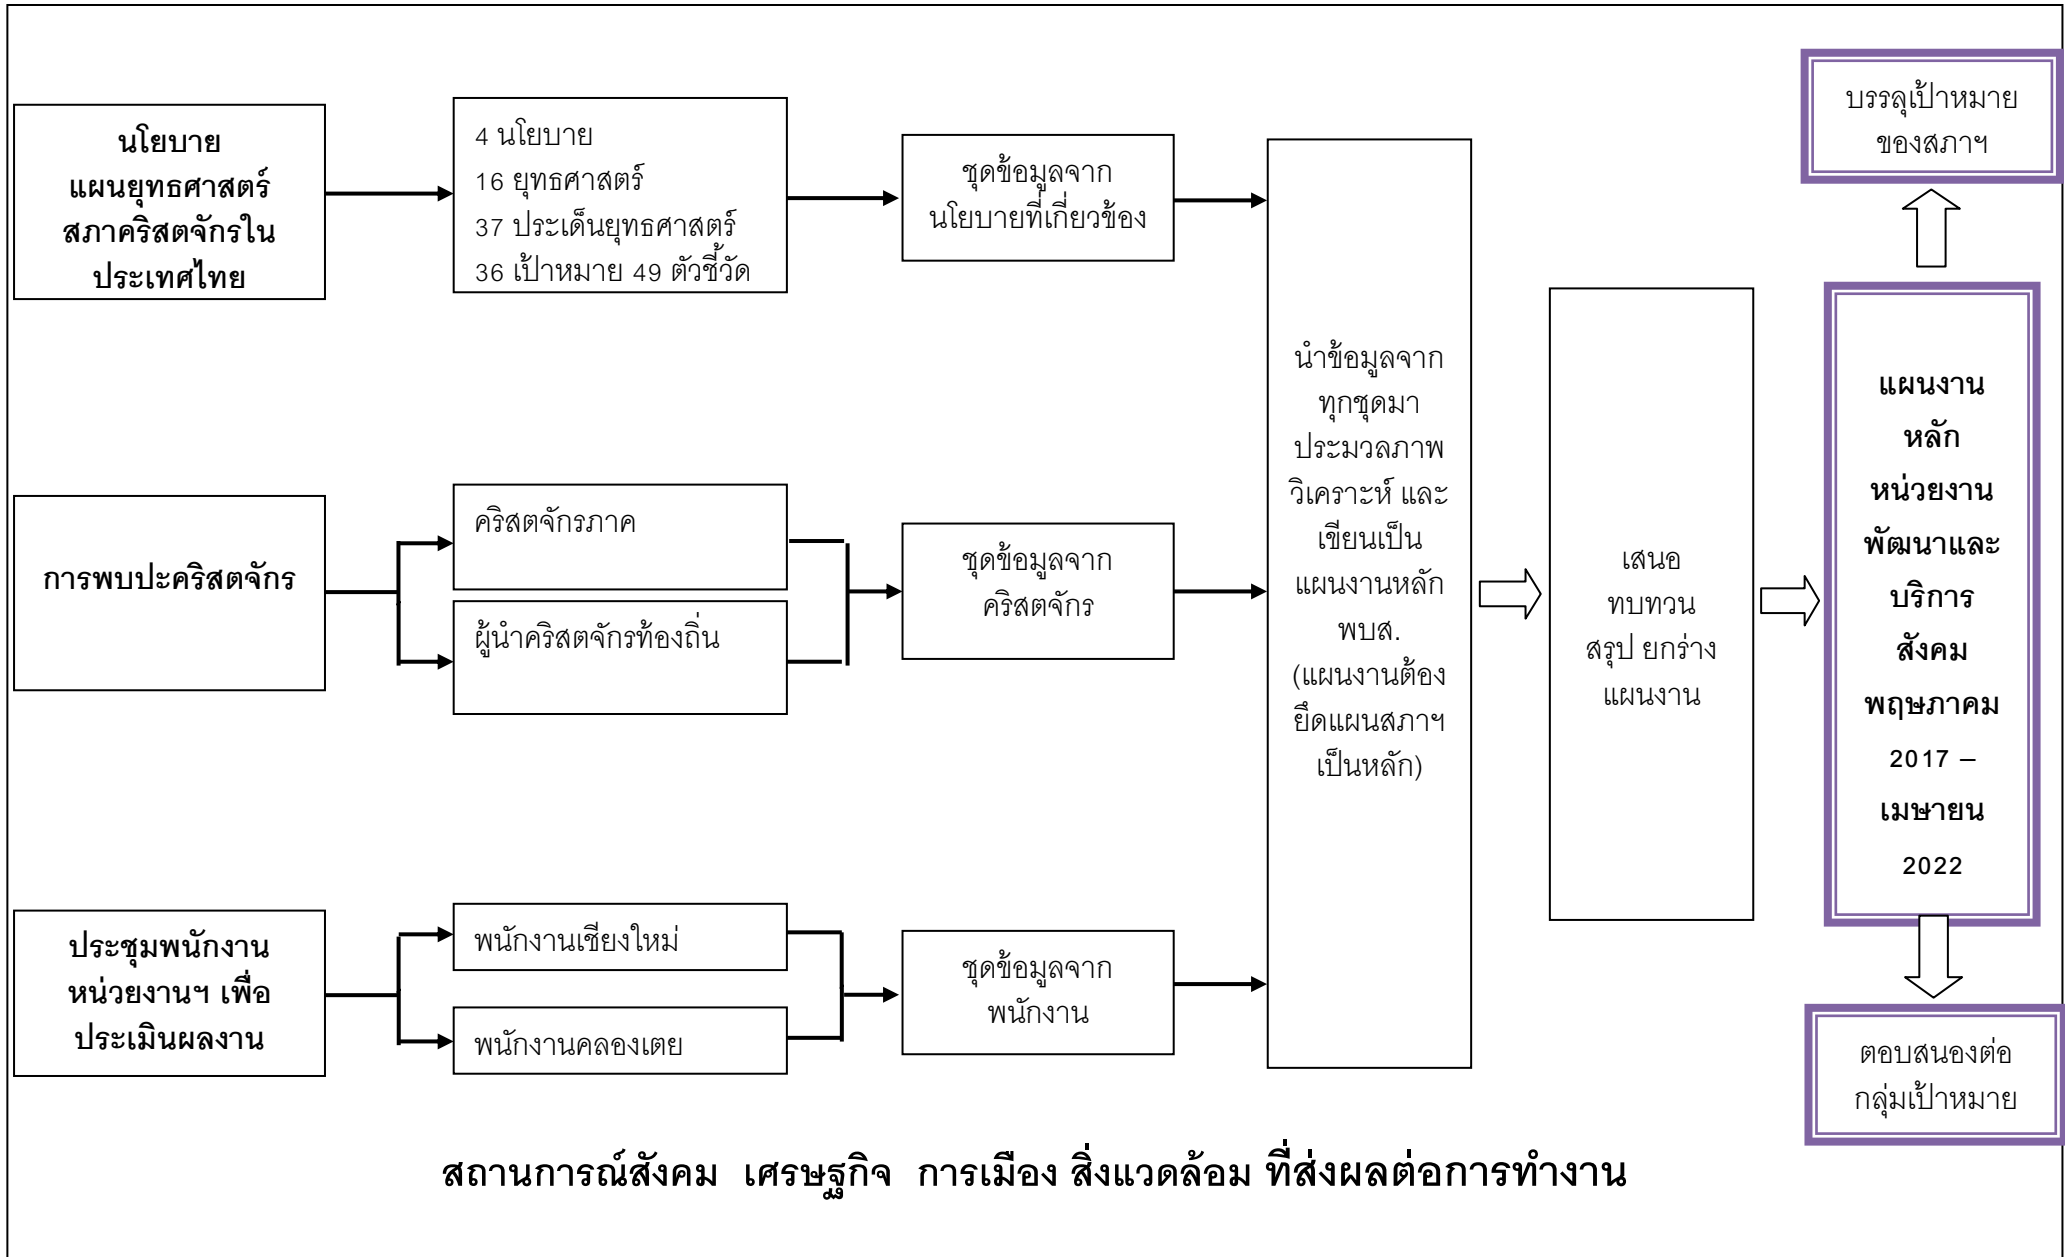 นโยบาย
แผนยุทธศาสตร์
สภาคริสตจักรใน
ประเทศไทย
4 นโยบาย
16 ยุทธศาสตร์
37 ประเด็นยุทธศาสตร์
36 เป้าหมาย 49 ตัวชี้วัด
ชุดข้อมูลจาก
นโยบายที่เกี่ยวข้อง
การพบปะคริสตจักร
คริสตจักรภาค
ผู้นำคริสตจักรท้องถิ่น
ชุดข้อมูลจาก
คริสตจักร
ประชุมพนักงาน
หน่วยงานฯ เพื่อ
ประเมินผลงาน
พนักงานเชียงใหม่
พนักงานคลองเตย
ชุดข้อมูลจาก
พนักงาน
นำข้อมูลจาก
ทุกชุดมา
ประมวลภาพ
วิเคราะห์ และ
เขียนเป็น
แผนงานหลัก
พบส.
(แผนงานต้อง
ยึดแผนสภาฯ
เป็นหลัก)
เสนอ
ทบทวน
สรุป ยกร่าง
แผนงาน
บรรลุเป้าหมาย
ของสภาฯ
แผนงาน
หลัก
หน่วยงาน
พัฒนาและ
บริการ
สังคม
พฤษภาคม
2017 –
เมษายน
2022
ตอบสนองต่อ
กลุ่มเป้าหมาย
สถานการณ์สังคม เศรษฐกิจ การเมือง สิ่งแวดล้อม ที่ส่งผลต่อการทำงาน